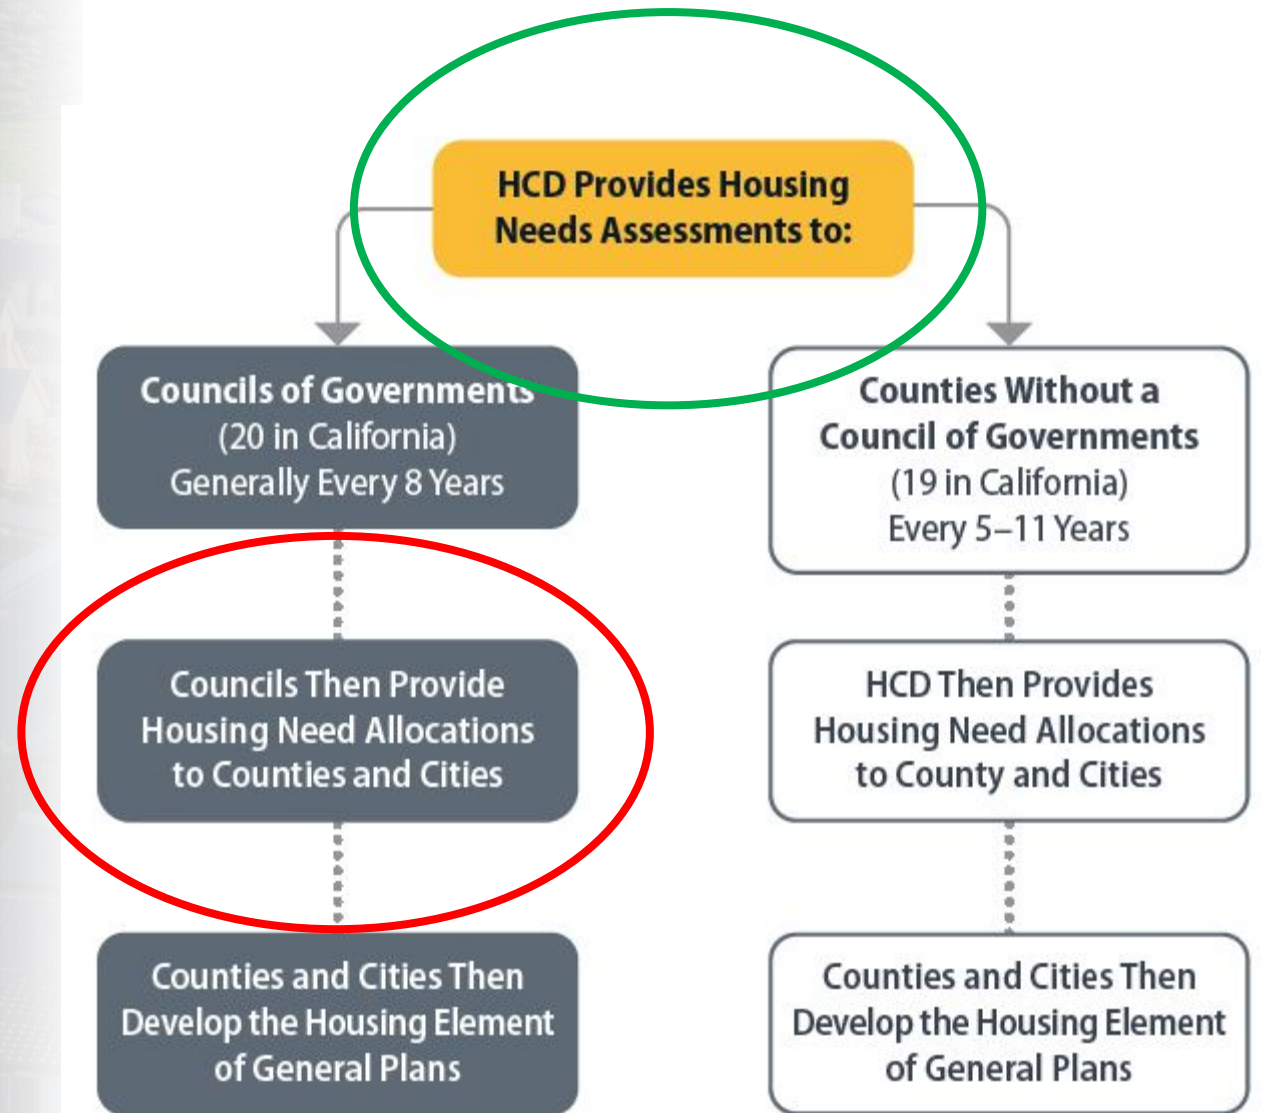 HCD Provides Housing
Needs Assessments to:
Councils of Governments
(20 in California)
Generally Every 8 Years
Counties Without a
Council of Governments
(19 in California)
Every 5–11 Years
Councils Then Provide
Housing Need Allocations
to Counties and Cities
HCD Then Provides
Housing Need Allocations
to County and Cities
Counties and Cities Then
Develop the Housing Element
of General Plans
Counties and Cities Then
Develop the Housing Element
of General Plans